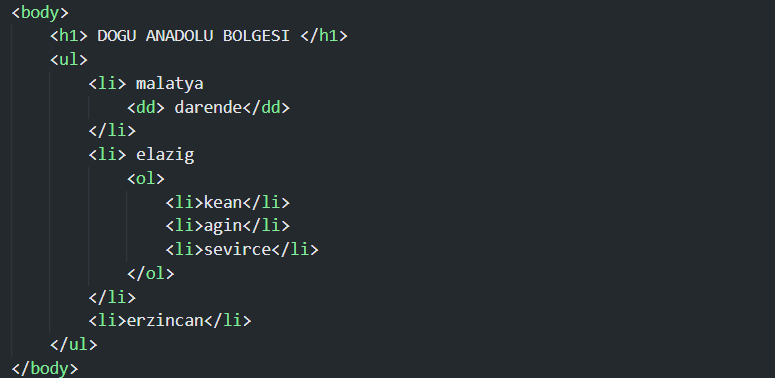 <body>
    <h1> DOGU ANADOLU BOLGESI </h1>
    <ul>
        <li> malatya
            <dd> darende</dd>
        </li>
        <li> elazig
            <ol>
                <li>kean</li>
                <li>agin</li>
                <li>sevirce</li>
            </ol>
        </li>
        <li>erzincan</li>
    </ul>
</body>